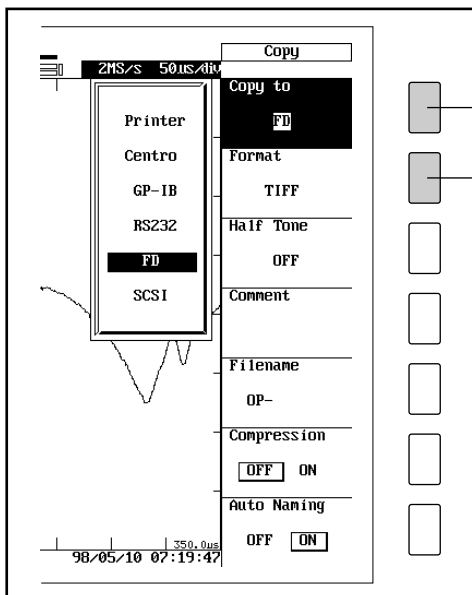 Copy
2MS/s 50us/div
Copy to
FD
Printer
Centro
GP-IB
RS232
FD
SCSI
Format
TIFF
Half Tone
OFF
Comment
Filename
OP-
Compression
OFF ON
Auto Naming
OFF ON
350.0us
98/05/10 07:19:47